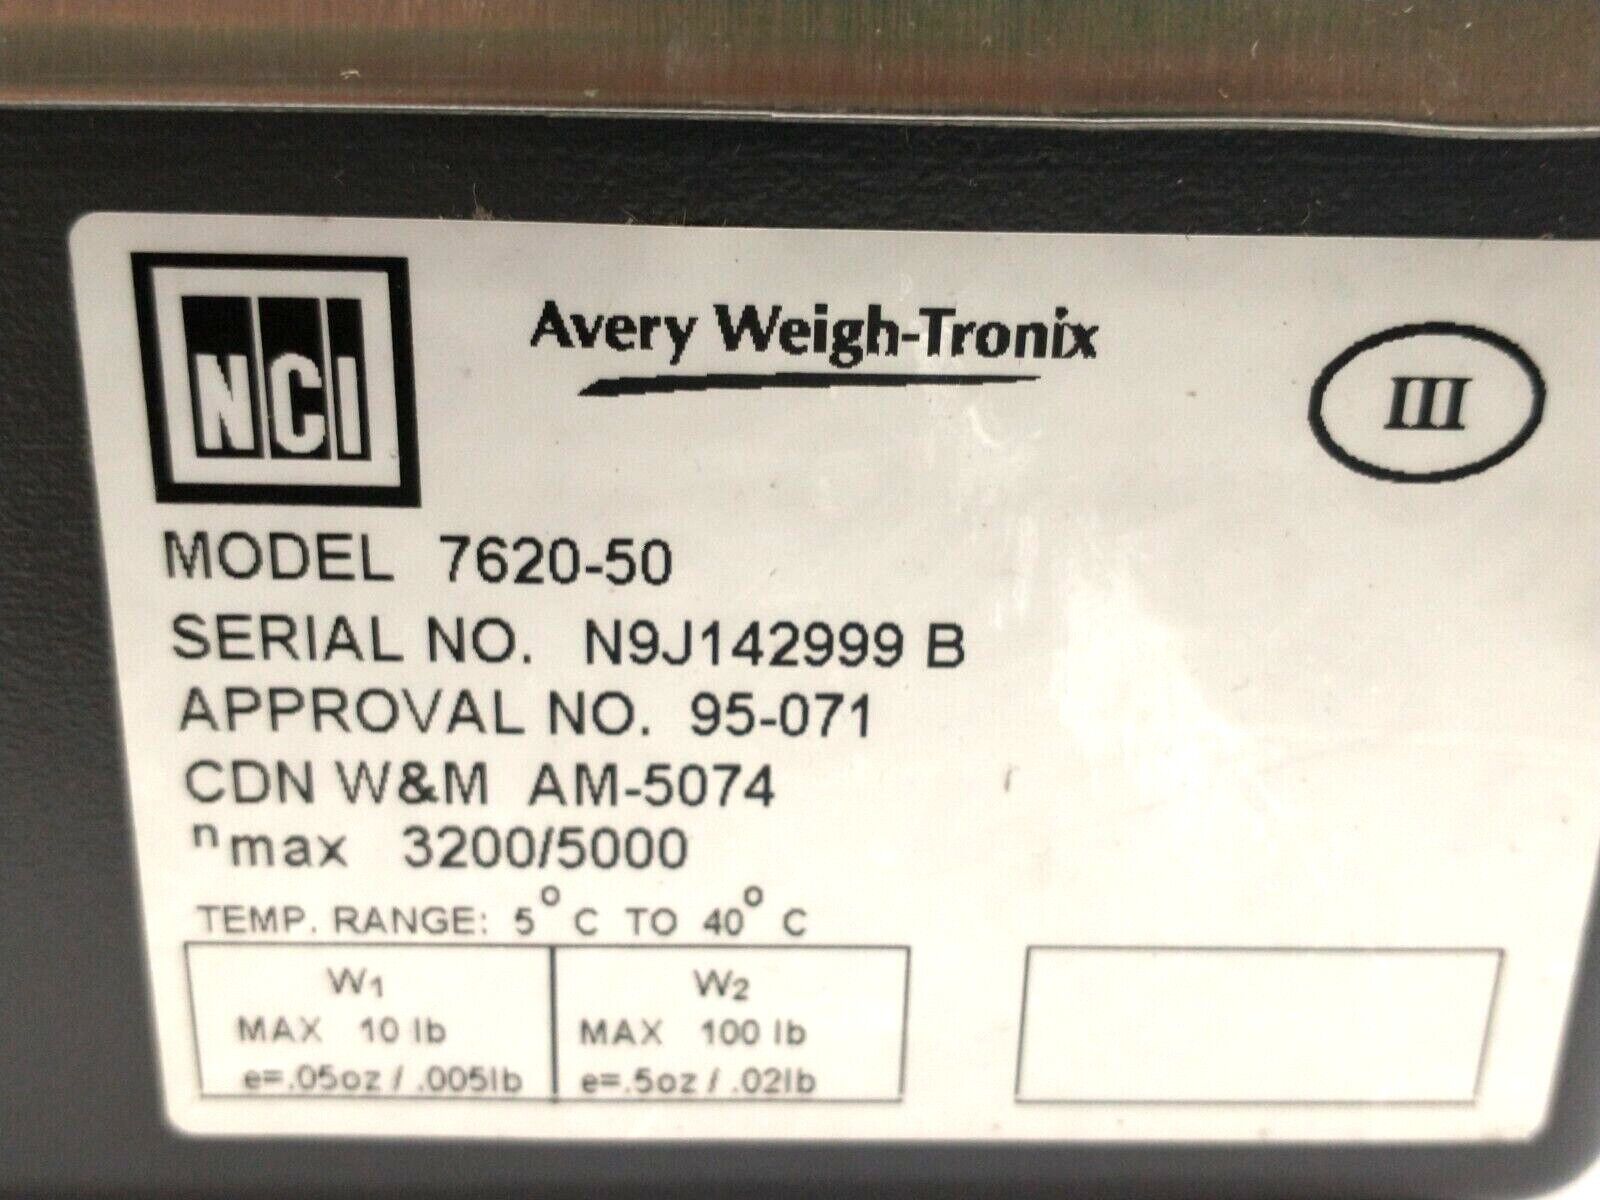 NCI
Avery Weigh-Tronix
III
MODEL 7620-50
SERIAL NO. N9J142999 B
APPROVAL NO. 95-071
CDN W&M AM-5074
nmax 3200/5000
TEMP. RANGE: 5° C TO 40° C
W1
MAX 10 lb
e=.05oz / .005lb
W2
MAX 100 lb
e=.5oz / .02lb